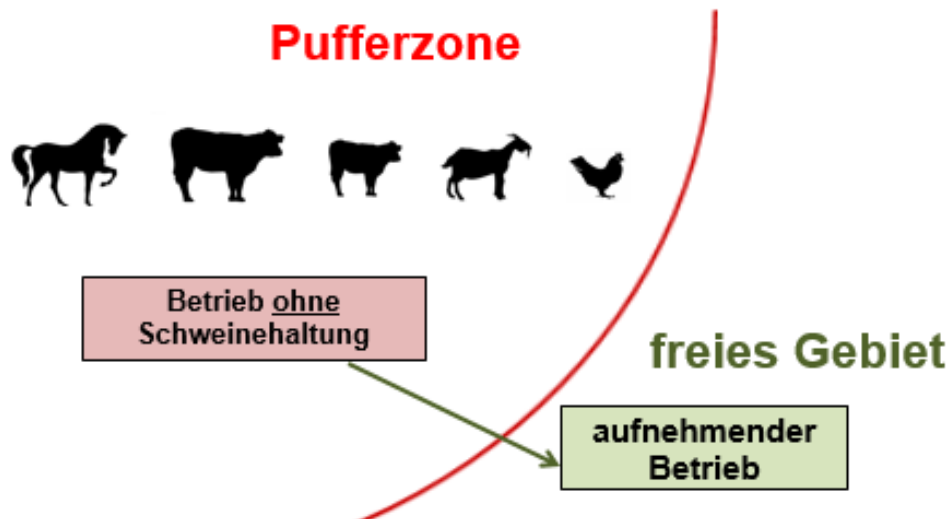 Pufferzone
Betrieb ohne
Schweinehaltung
freies Gebiet
aufnehmender
Betrieb